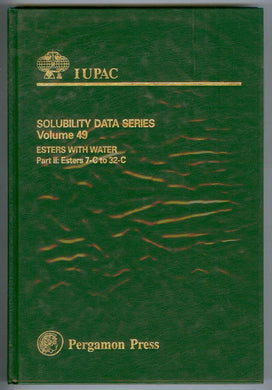 IUPAC
SOLUBILITY DATA SERIES
Volume 49
ESTERS WITH WATER
Part II: Esters 7-C to 32-C
Pergamon Press